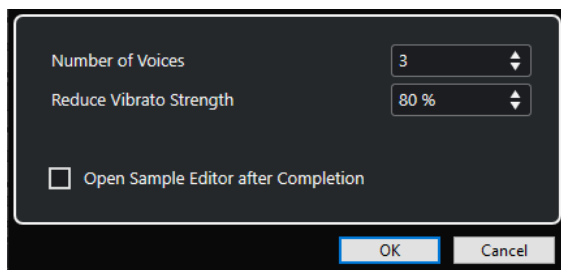 Number of Voices 3
Reduce Vibrato Strength 80 %
Open Sample Editor after Completion
OK Cancel